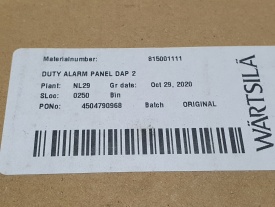 Materialnumber: 815001111
DUTY ALARM PANEL DAP 2
Plant: NL29 Gr date: Oct 29, 2020
SLoc: 0250 Bin
PONo: 4504790968 Batch ORIGINAL
WÄRTSILÄ